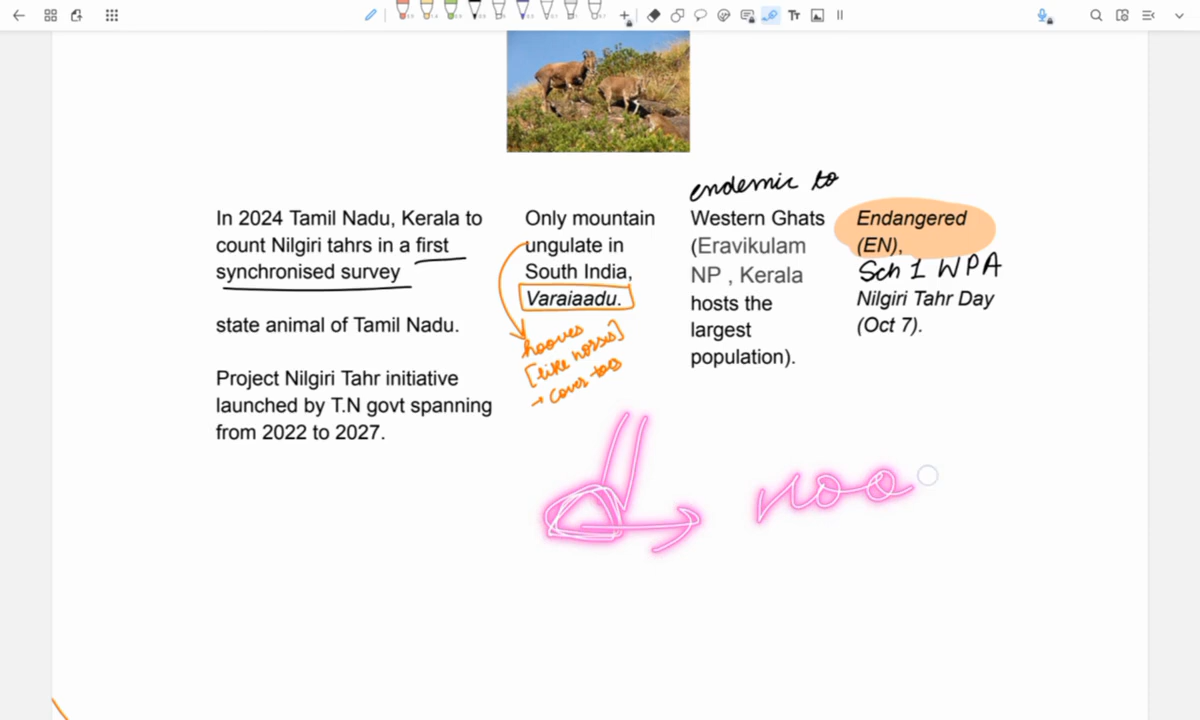 In 2024 Tamil Nadu, Kerala to
count Nilgiri tahrs in a first
synchronised survey
state animal of Tamil Nadu.
Project Nilgiri Tahr initiative
launched by T.N govt spanning
from 2022 to 2027.
Only mountain
ungulate in
South India,
Varaiaadu.
hooves
[like horses]
→ cover toes
endemic to
Western Ghats
(Eravikulam
NP , Kerala
hosts the
largest
population).
Endangered
(EN),
Sch 1 WPA
Nilgiri Tahr Day
(Oct 7).